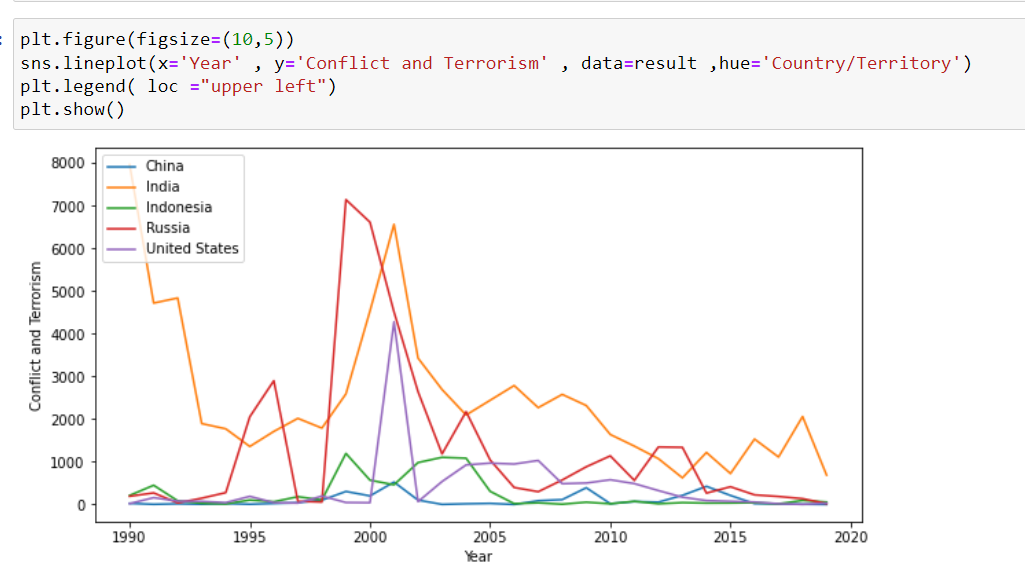 :
plt.figure(figsize=(10,5))
sns.lineplot(x='Year' , y='Conflict and Terrorism' , data=result ,hue='Country/Territory')
plt.legend( loc ="upper left")
plt.show()
China
India
Indonesia
Russia
United States
8000
7000
6000
5000
4000
3000
2000
1000
0
Conflict and Terrorism
1990 1995 2000 2005 2010 2015 2020
Year